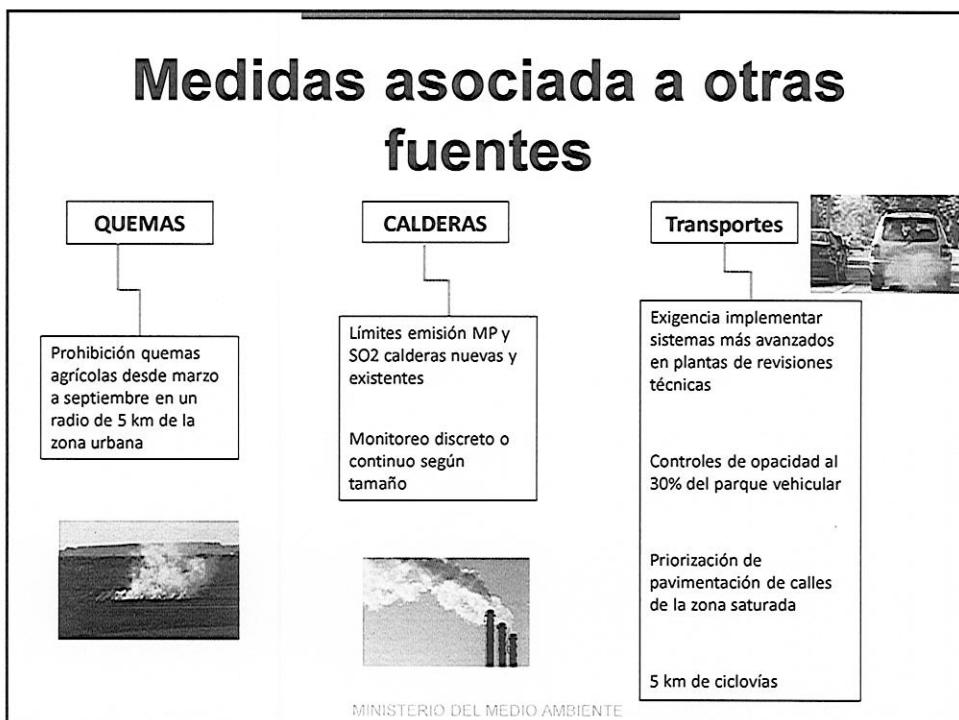 Medidas asociada a otras
fuentes
QUEMAS
Prohibición quemas
agrícolas desde marzo
a septiembre en un
radio de 5 km de la
zona urbana
CALDERAS
Límites emisión MP y
SO2 calderas nuevas y
existentes
Monitoreo discreto o
continuo según
tamaño
Transportes
Exigencia implementar
sistemas más avanzados
en plantas de revisiones
técnicas
Controles de opacidad al
30% del parque vehicular
Priorización de
pavimentación de calles
de la zona saturada
5 km de ciclovías
MINISTERIO DEL MEDIO AMBIENTE